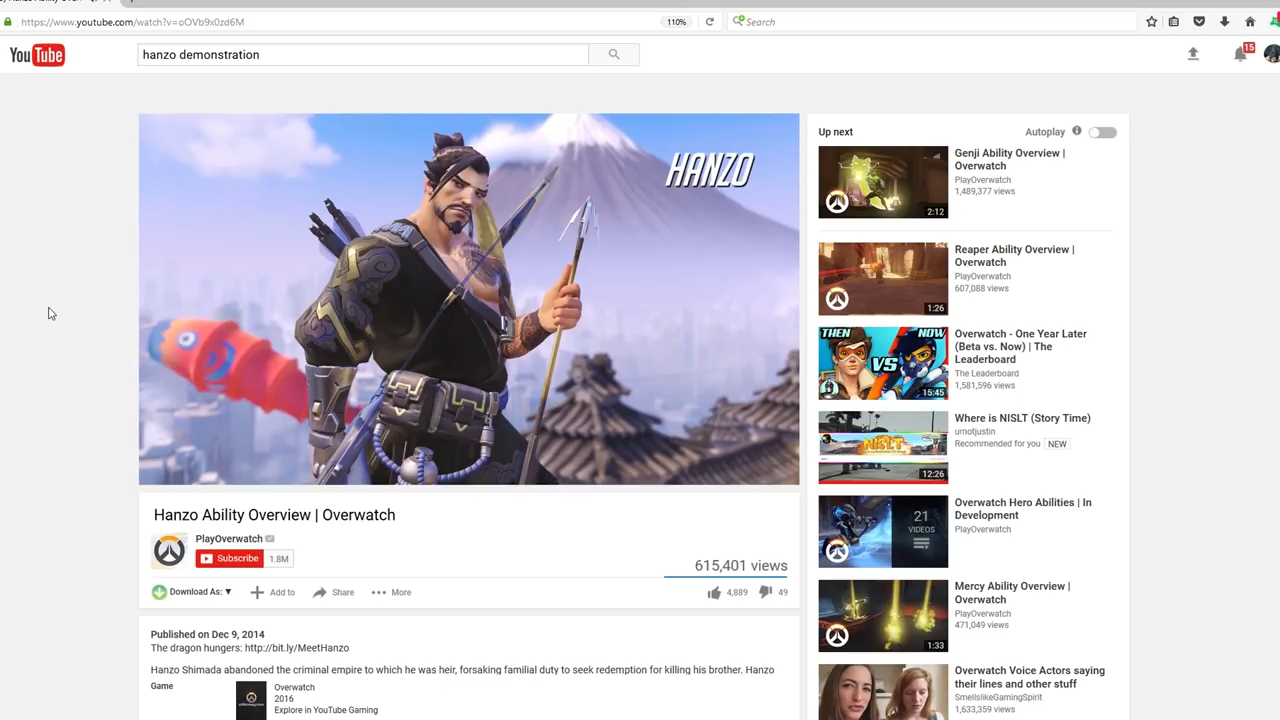 https://www.youtube.com/watch?v=oOVb9x0zd6M
110%
Search
YouTube
hanzo demonstration
15
HANZO
Hanzo Ability Overview | Overwatch
PlayOverwatch
Subscribe
1.8M
615,401 views
Download As: ▼
Add to
Share
More
4,889
49
Published on Dec 9, 2014
The dragon hungers: http://bit.ly/MeetHanzo
Hanzo Shimada abandoned the criminal empire to which he was heir, forsaking familial duty to seek redemption for killing his brother. Hanzo
Game
Overwatch
2016
Explore in YouTube Gaming
Up next
Autoplay
2:12
Genji Ability Overview |
Overwatch
PlayOverwatch
1,489,377 views
1:26
Reaper Ability Overview |
Overwatch
PlayOverwatch
607,088 views
THEN
NOW
VS
15:45
Overwatch - One Year Later
(Beta vs. Now) | The
Leaderboard
The Leaderboard
1,581,596 views
NISLT
12:26
Where is NISLT (Story Time)
urnotjustin
Recommended for you NEW
21
VIDEOS
Overwatch Hero Abilities | In
Development
PlayOverwatch
1:33
Mercy Ability Overview |
Overwatch
PlayOverwatch
471,049 views
Overwatch Voice Actors saying
their lines and other stuff
SmellslikeGamingSpirit
1,633,359 views